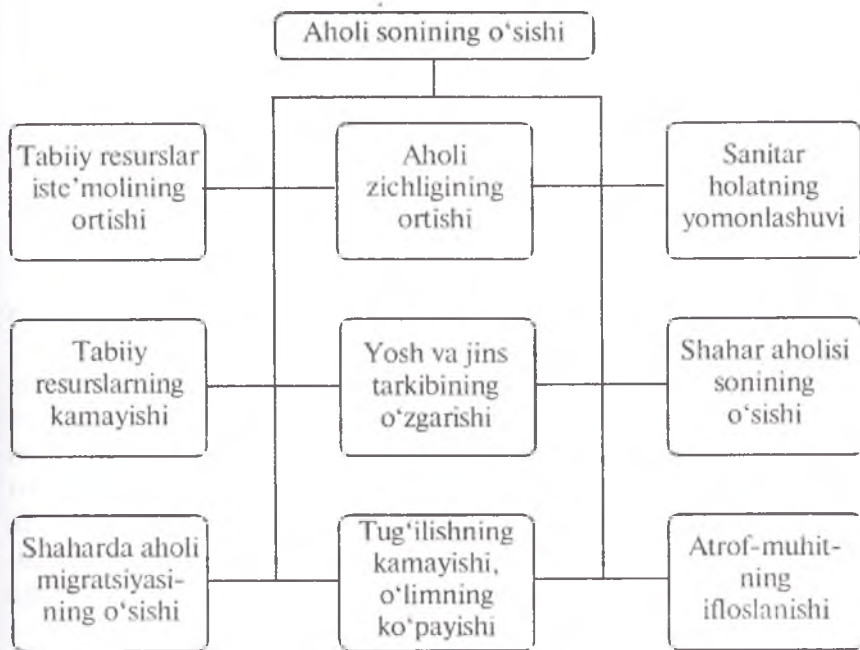 Aholi sonining o‘sishi
Tabiiy resurslar
iste’molining
ortishi
Aholi
zichligining
ortishi
Sanitar
holatning
yomonlashuvi
Tabiiy
resurslarning
kamayishi
Yosh va jins
tarkibining
o‘zgarishi
Shahar aholisi
sonining
o‘sishi
Shaharda aholi
migratsiyasi-
ning o‘sishi
Tug‘ilishning
kamayishi,
o‘limning
ko‘payishi
Atrof-muhit-
ning
ifloslanishi